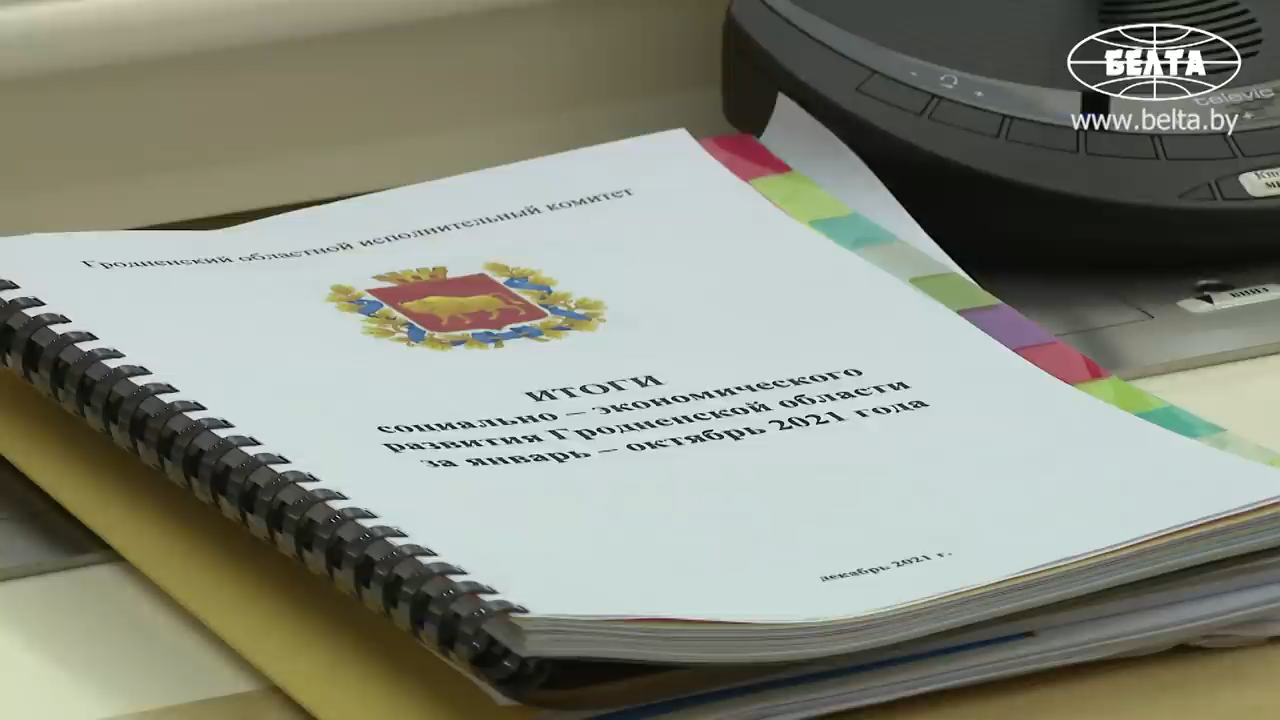 БЕЛТА
www.belta.by
televic
Гродненский областной исполнительный комитет
ИТОГИ
социально – экономического
развития Гродненской области
за январь – октябрь 2021 года
декабрь 2021 г.